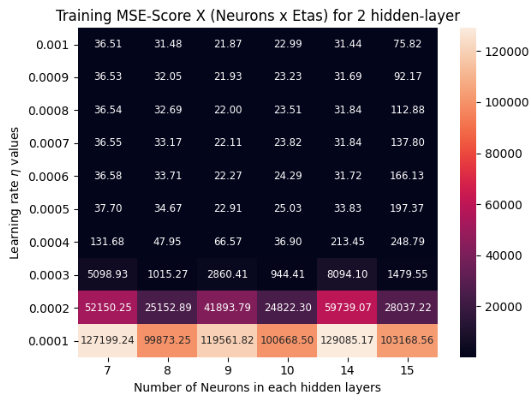 Training MSE-Score X (Neurons x Etas) for 2 hidden-layer
0.001 36.51 31.48 21.87 22.99 31.44 75.82
0.0009 36.53 32.05 21.93 23.23 31.69 92.17
0.0008 36.54 32.69 22.00 23.51 31.84 112.88
0.0007 36.55 33.17 22.11 23.82 31.84 137.80
0.0006 36.58 33.71 22.27 24.29 31.72 166.13
0.0005 37.70 34.67 22.91 25.03 33.83 197.37
0.0004 131.68 47.95 66.57 36.90 213.45 248.79
0.0003 5098.93 1015.27 2860.41 944.41 8094.10 1479.55
0.0002 52150.25 25152.89 41893.79 24822.30 59739.07 28037.22
0.0001 127199.24 99873.25 119561.82 100668.50 129085.17 103168.56
7 8 9 10 14 15
Number of Neurons in each hidden layers
Learning rate η values
120000
100000
80000
60000
40000
20000